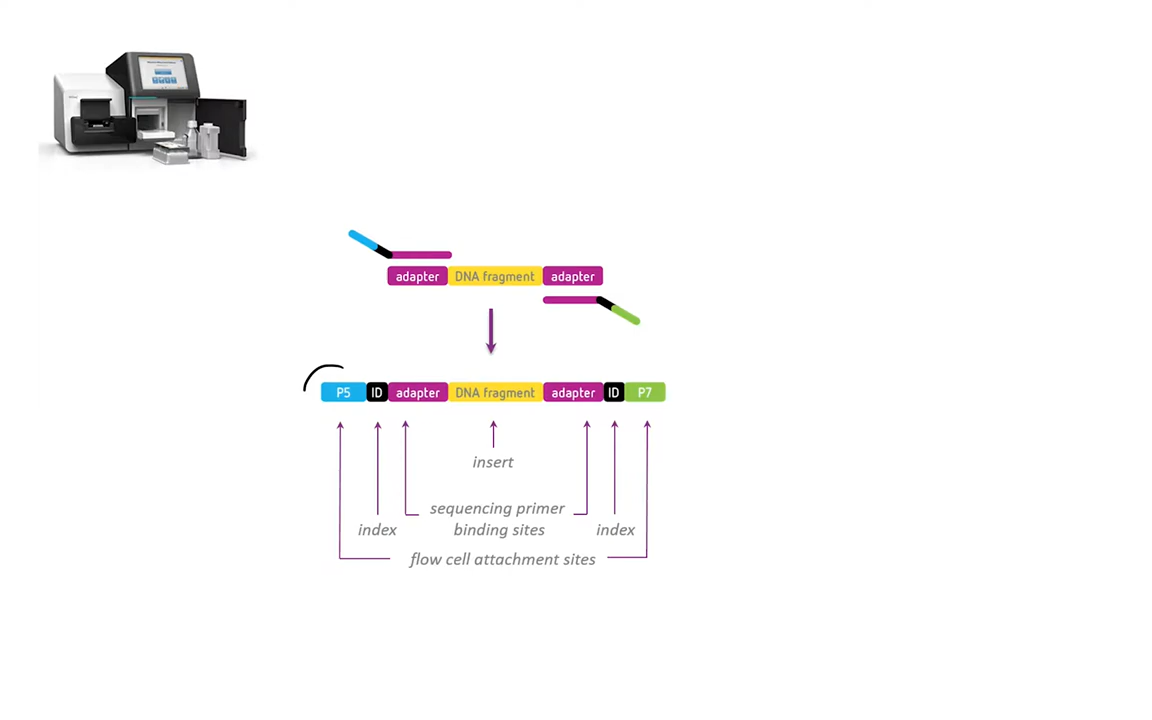 adapter DNA fragment adapter
P5 ID adapter DNA fragment adapter ID P7
insert
sequencing primer
binding sites
index index
flow cell attachment sites